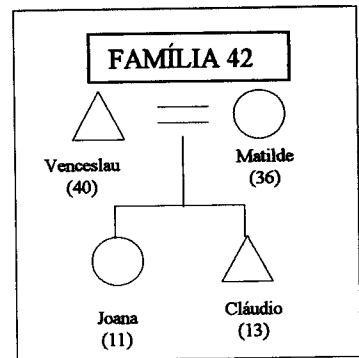 FAMÍLIA 42
Venceslau
(40)
Matilde
(36)
Joana
(11)
Cláudio
(13)